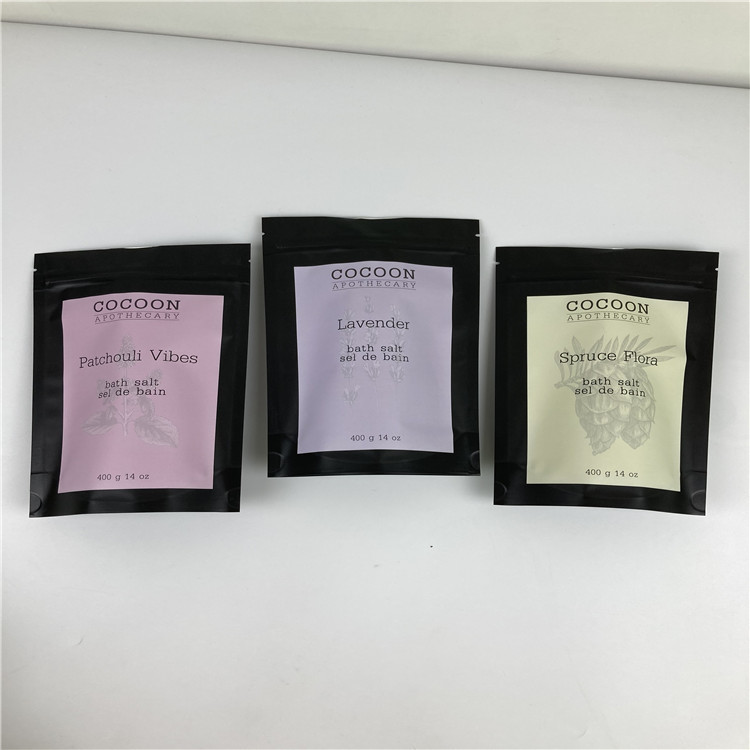 COCOON
APOTHECARY
Patchouli Vibes
bath salt
sel de bain
400 g 14 oz
COCOON
APOTHECARY
Lavender
bath salt
sel de bain
400 g 14 oz
COCOON
APOTHECARY
Spruce Flora
bath salt
sel de bain
400 g 14 oz